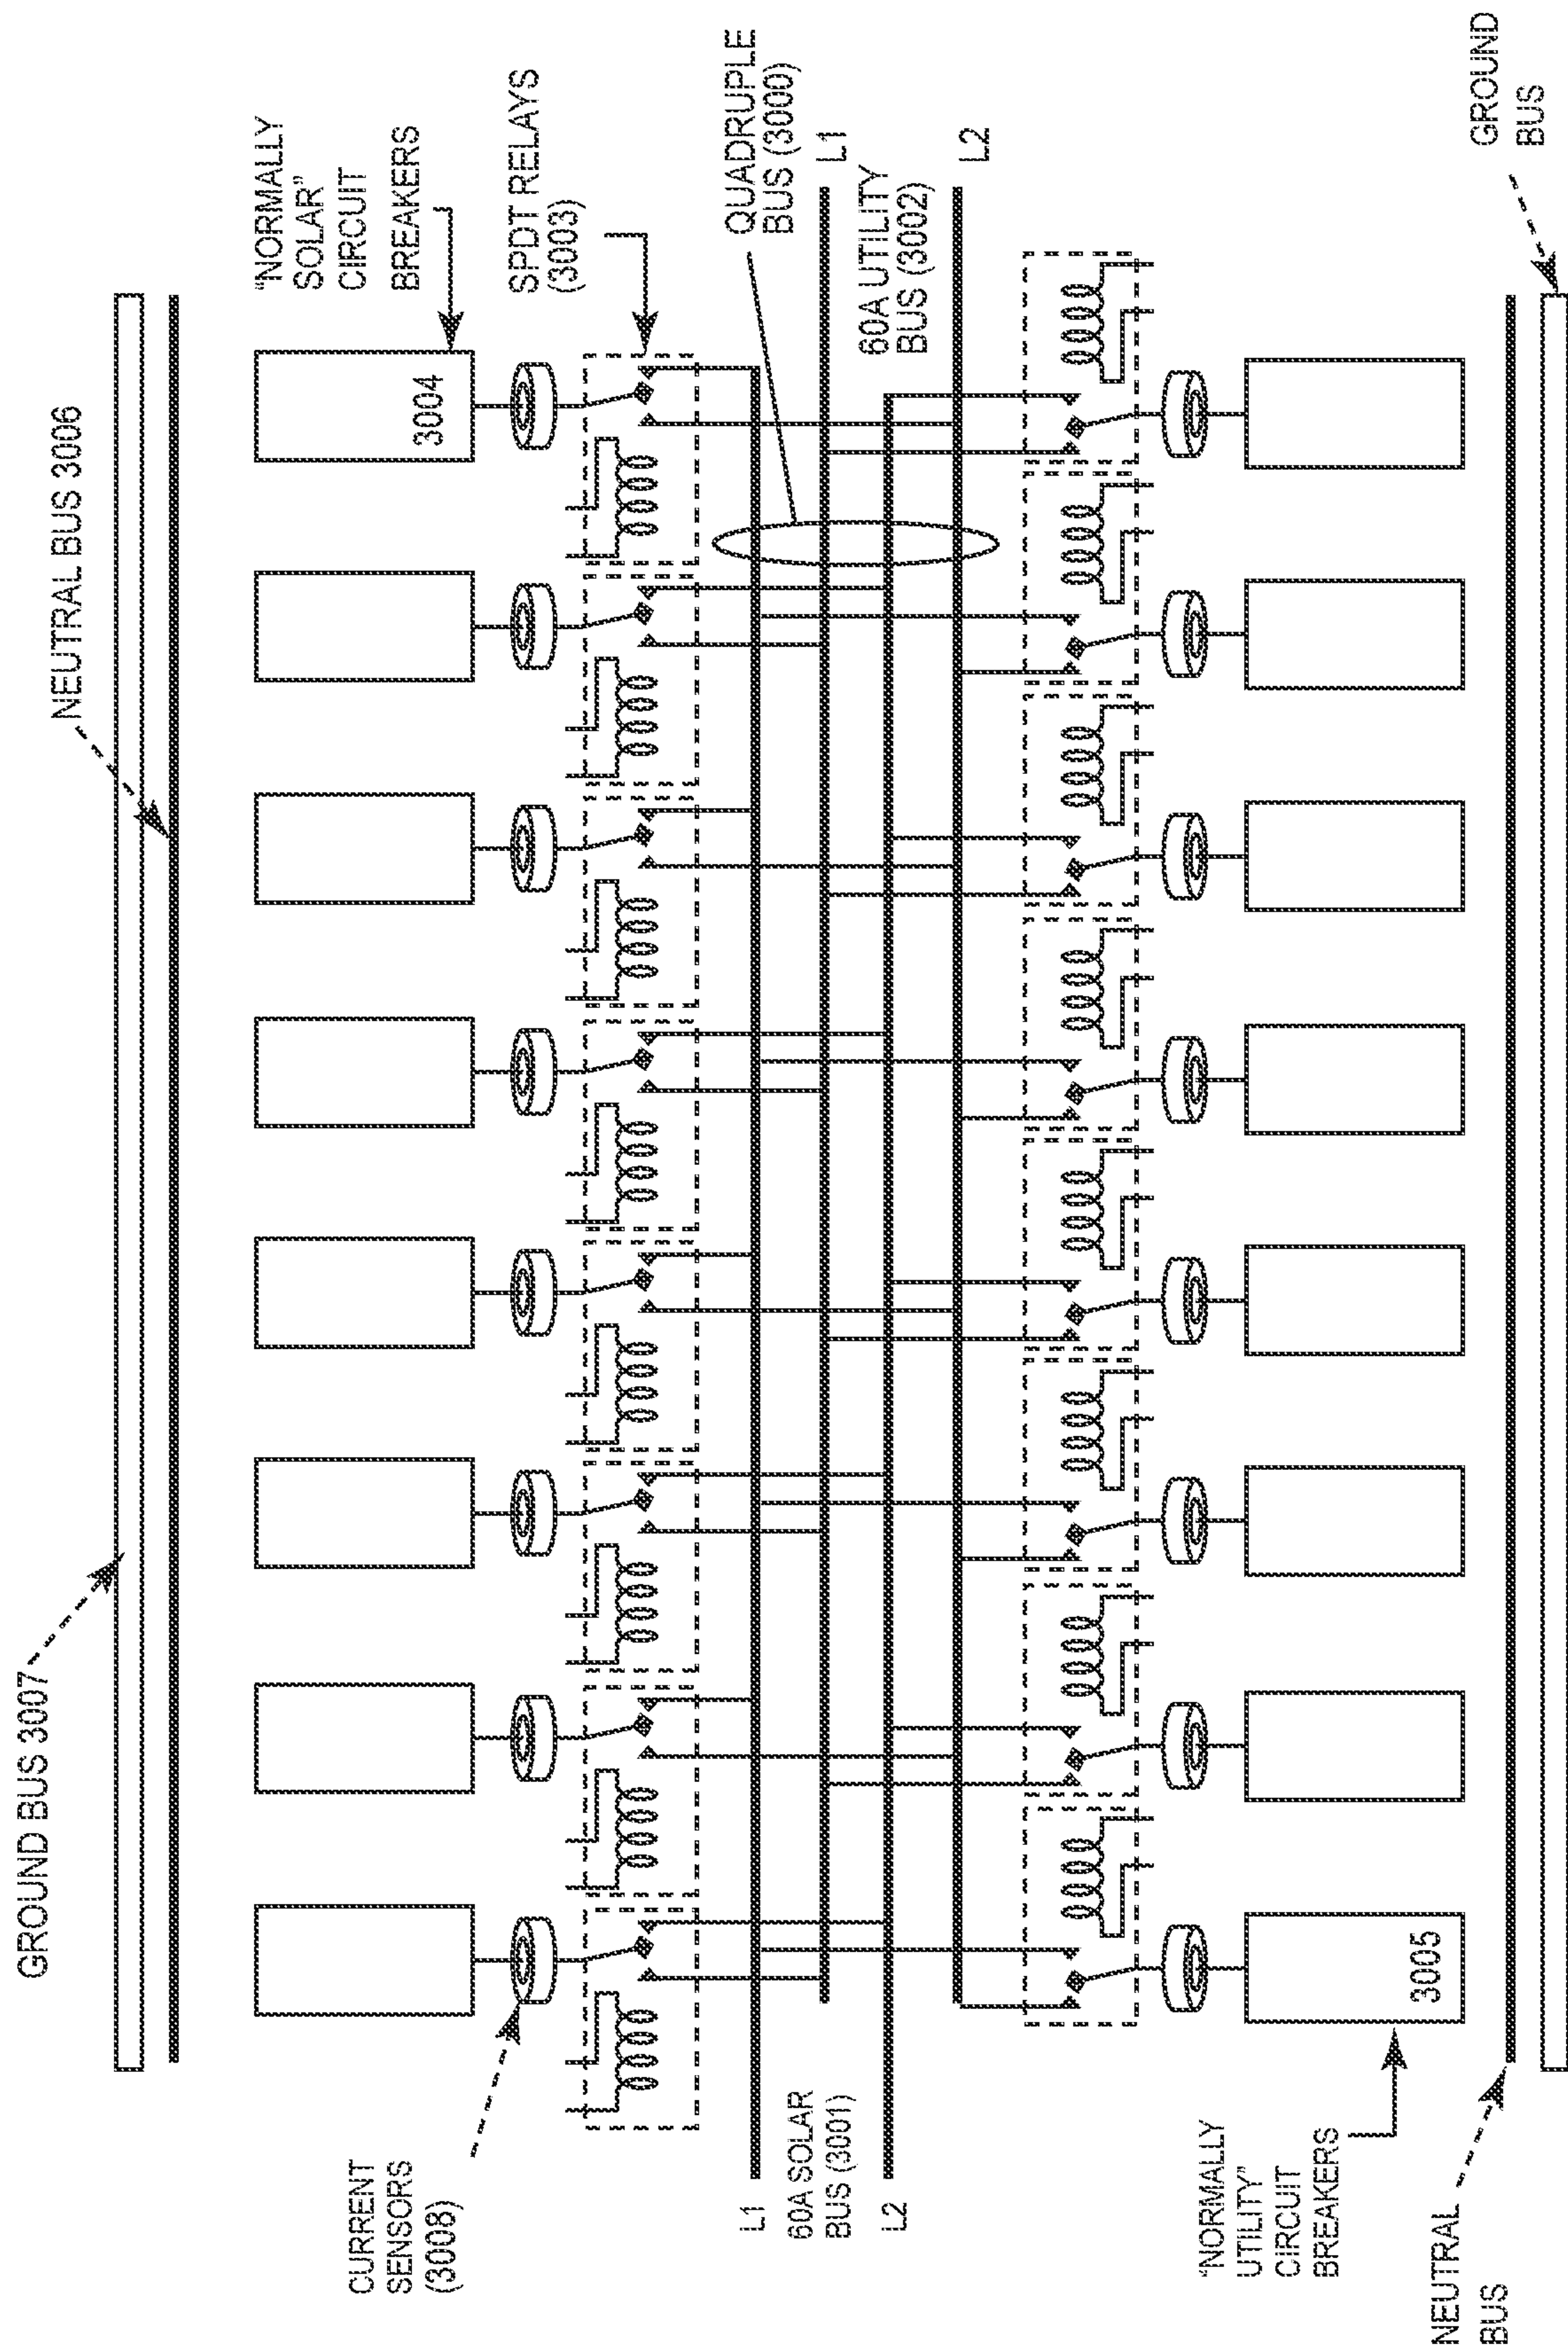 GROUND BUS 3007
NEUTRAL BUS 3006
"NORMALLY
SOLAR"
CIRCUIT
BREAKERS
3004
SPDT RELAYS
(3003)
CURRENT
SENSORS
(3008)
QUADRUPLE
BUS (3000)
L1
60A UTILITY
BUS (3002)
L2
L1
60A SOLAR
BUS (3001)
L2
"NORMALLY
UTILITY"
CIRCUIT
BREAKERS
3005
NEUTRAL
BUS
GROUND
BUS